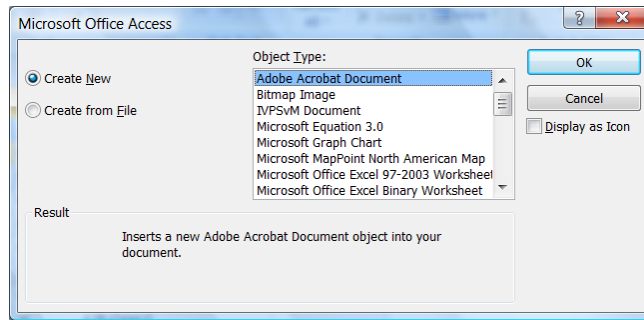 Microsoft Office Access
Create New
Create from File
Object Type:
Adobe Acrobat Document
Bitmap Image
IVPSvM Document
Microsoft Equation 3.0
Microsoft Graph Chart
Microsoft MapPoint North American Map
Microsoft Office Excel 97-2003 Worksheet
Microsoft Office Excel Binary Worksheet
?
X
OK
Cancel
Display as Icon
Result
Inserts a new Adobe Acrobat Document object into your
document.